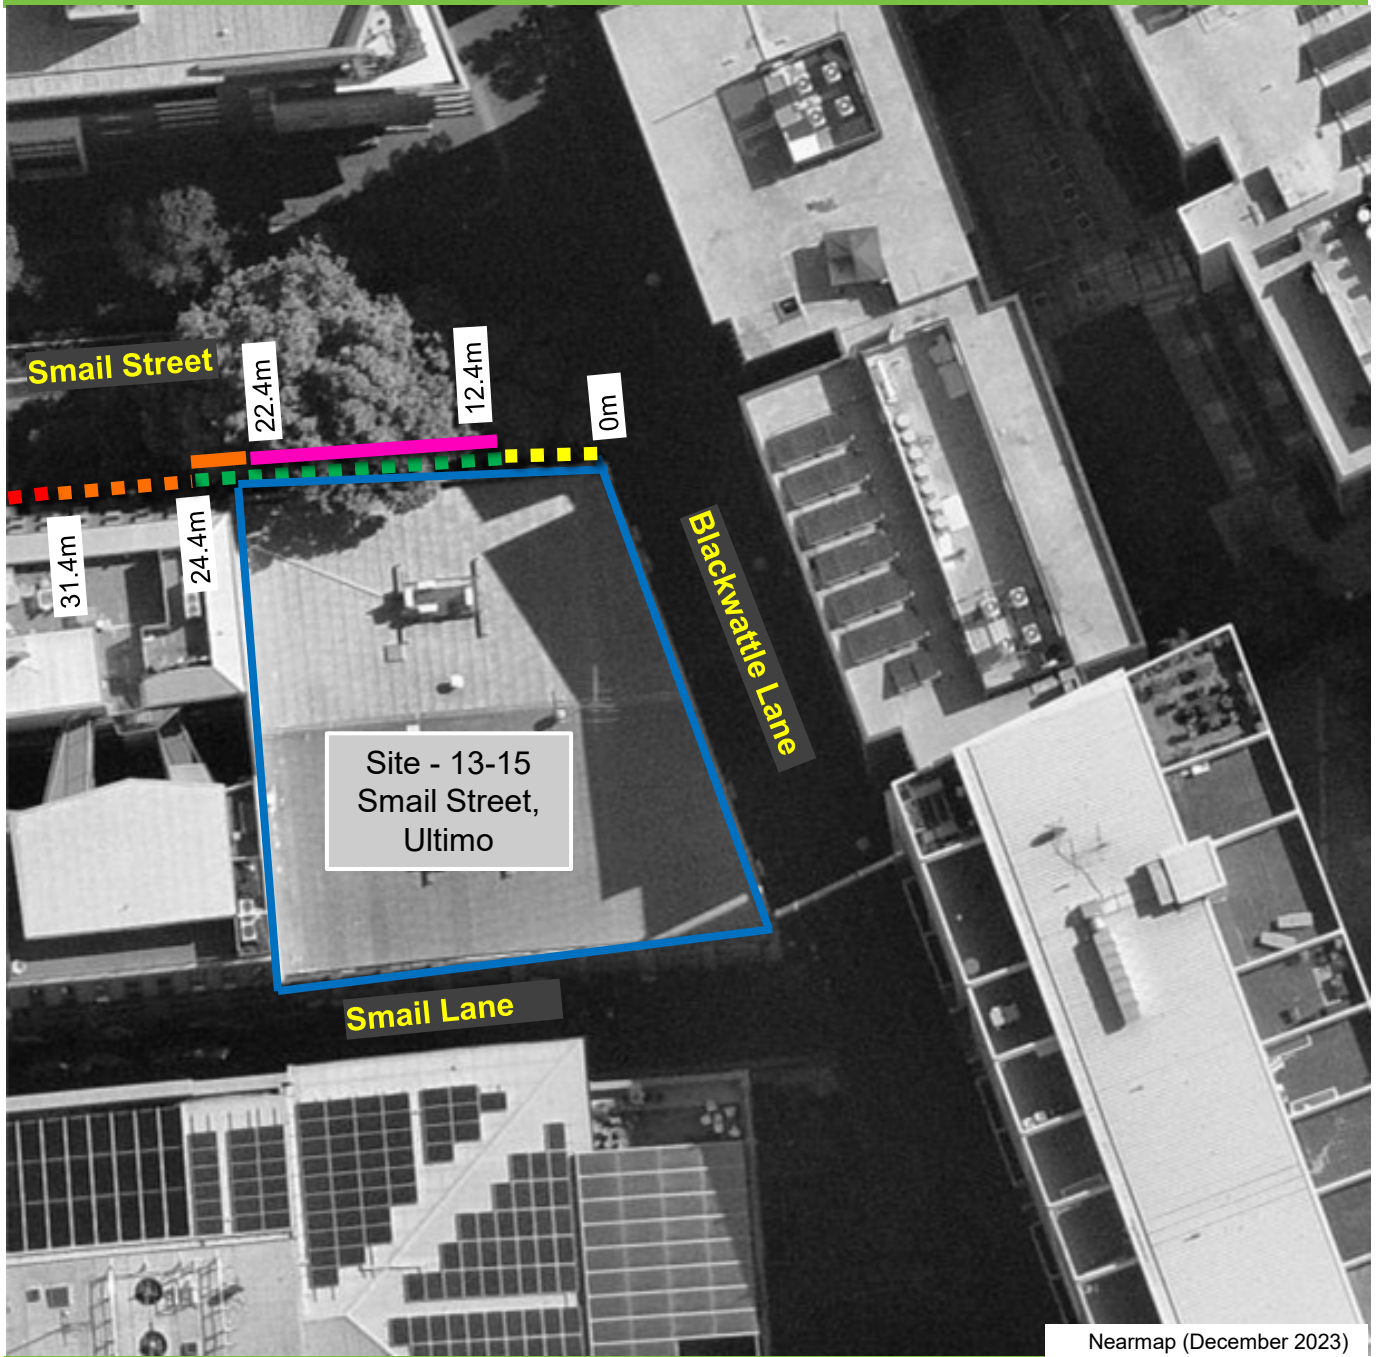 Smail Street
22.4m
12.4m
0m
31.4m
24.4m
Blackwattle Lane
Site - 13-15
Smail Street,
Ultimo
Smail Lane
Nearmap (December 2023)